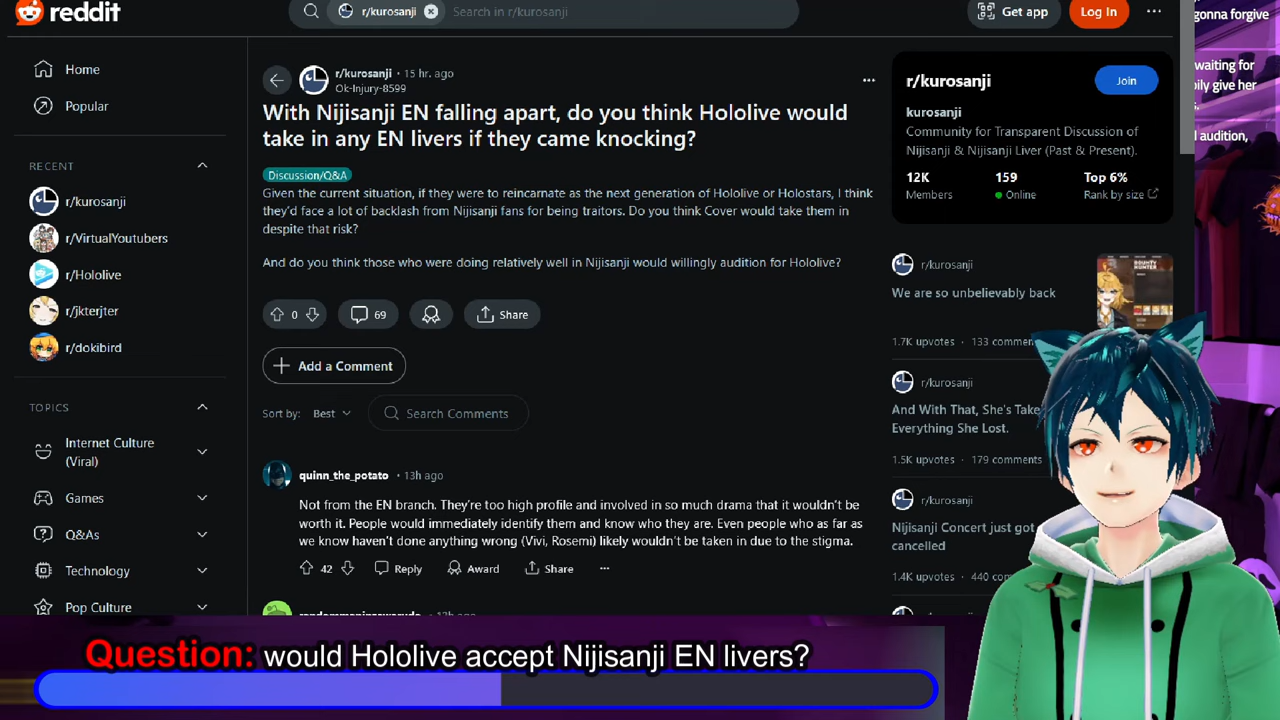 reddit
r/kurosanji
Search in r/kurosanji
Get app
Log In
gonna forgive
waiting for
ily give her
s.
d audition,
Home
Popular
RECENT
r/kurosanji
r/VirtualYoutubers
r/Hololive
r/jkterjter
r/dokibird
TOPICS
Internet Culture
(Viral)
Games
Q&As
Technology
Pop Culture
r/kurosanji • 15 hr. ago
Ok-Injury-8599
With Nijisanji EN falling apart, do you think Hololive would
take in any EN livers if they came knocking?
Discussion/Q&A
Given the current situation, if they were to reincarnate as the next generation of Hololive or Holostars, I think
they'd face a lot of backlash from Nijisanji fans for being traitors. Do you think Cover would take them in
despite that risk?
And do you think those who were doing relatively well in Nijisanji would willingly audition for Hololive?
0
69
Share
Add a Comment
Sort by: Best
Search Comments
quinn_the_potato • 13h ago
Not from the EN branch. They're too high profile and involved in so much drama that it wouldn't be
worth it. People would immediately identify them and know who they are. Even people who as far as
we know haven't done anything wrong (Vivi, Rosemi) likely wouldn't be taken in due to the stigma.
42
Reply
Award
Share
r/kurosanji
Join
kurosanji
Community for Transparent Discussion of
Nijisanji & Nijisanji Liver (Past & Present).
12K
159
Top 6%
Members
Online
Rank by size
r/kurosanji
We are so unbelievably back
BOUNTY
HUNTER
1.7K upvotes · 133 commen
r/kurosanji
And With That, She's Take
Everything She Lost.
1.5K upvotes · 179 comments
r/kurosanji
Nijisanji Concert just got
cancelled
1.4K upvotes · 440 com
Question: would Hololive accept Nijisanji EN livers?